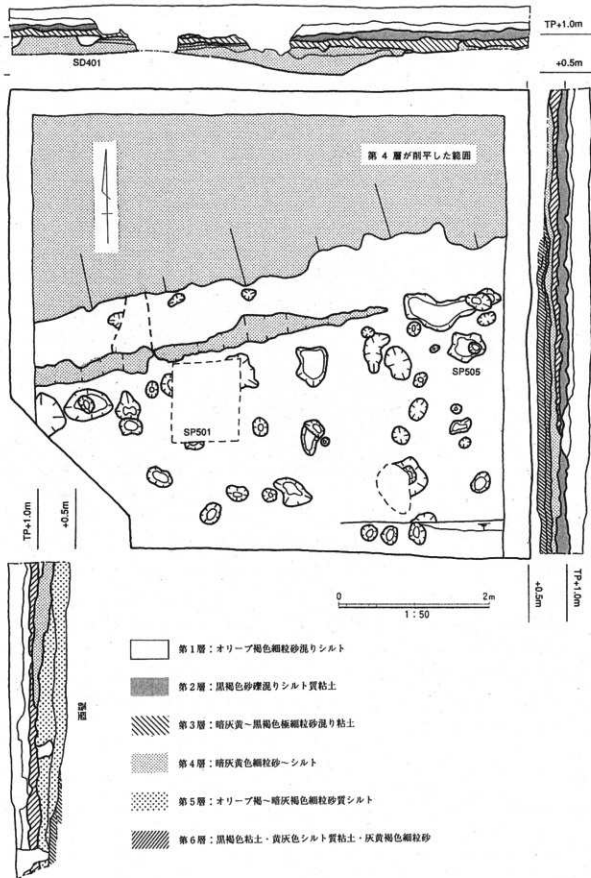 TP+1.0m
SD401
+0.5m
第4層が削平した範囲
SP505
SP501
TP+1.0m
+0.5m
+0.5m
TP+1.0m
0 2m
1:50
第1層:オリーブ褐色細粒砂混りシルト
第2層:黒褐色砂礫混りシルト質粘土
第3層:暗灰黄~黒褐色極細粒砂混り粘土
第4層:暗灰黄色細粒砂~シルト
西壁
第5層:オリーブ褐~暗灰褐色細粒砂質シルト
第6層:黒褐色粘土・黄灰色シルト質粘土・灰黄褐色細粒砂